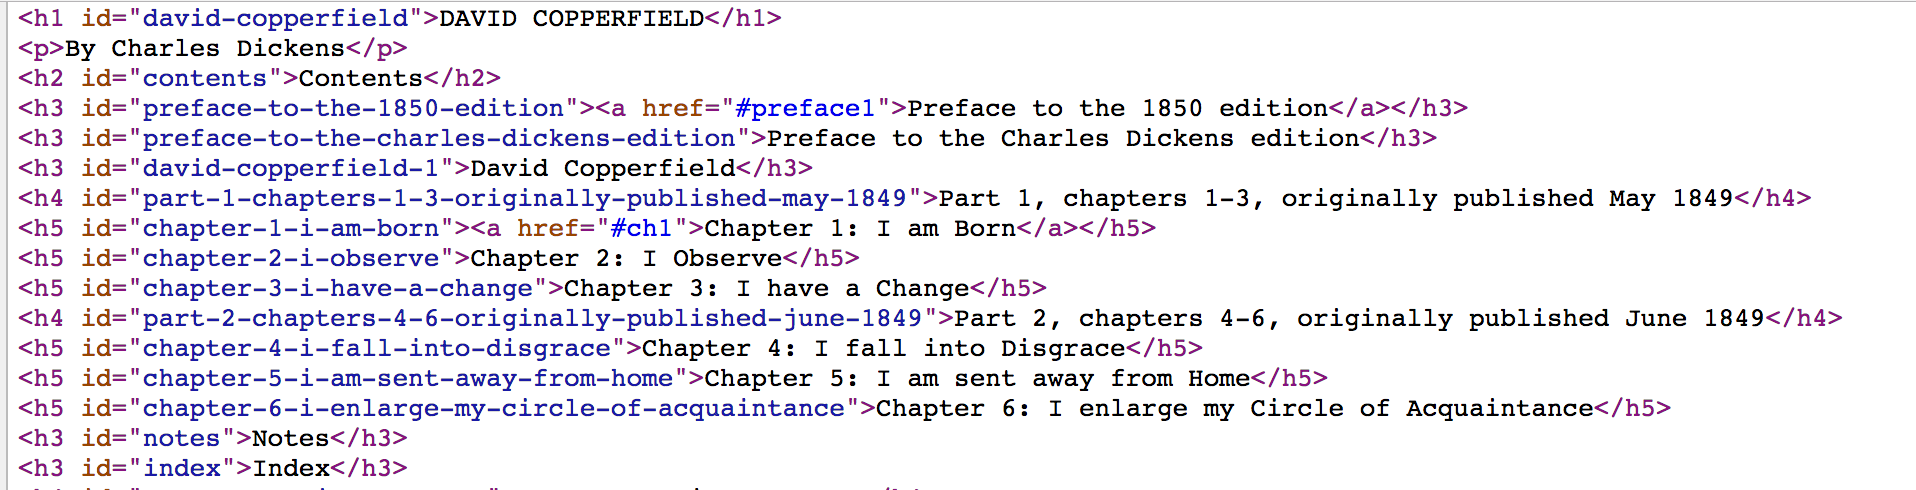 <h1 id="david-copperfield">DAVID COPPERFIELD</h1>
<p>By Charles Dickens</p>
<h2 id="contents">Contents</h2>
<h3 id="preface-to-the-1850-edition"><a href="#preface1">Preface to the 1850 edition</a></h3>
<h3 id="preface-to-the-charles-dickens-edition">Preface to the Charles Dickens edition</h3>
<h3 id="david-copperfield-1">David Copperfield</h3>
<h4 id="part-1-chapters-1-3-originally-published-may-1849">Part 1, chapters 1-3, originally published May 1849</h4>
<h5 id="chapter-1-i-am-born"><a href="#ch1">Chapter 1: I am Born</a></h5>
<h5 id="chapter-2-i-observe">Chapter 2: I Observe</h5>
<h5 id="chapter-3-i-have-a-change">Chapter 3: I have a Change</h5>
<h4 id="part-2-chapters-4-6-originally-published-june-1849">Part 2, chapters 4-6, originally published June 1849</h4>
<h5 id="chapter-4-i-fall-into-disgrace">Chapter 4: I fall into Disgrace</h5>
<h5 id="chapter-5-i-am-sent-away-from-home">Chapter 5: I am sent away from Home</h5>
<h5 id="chapter-6-i-enlarge-my-circle-of-acquaintance">Chapter 6: I enlarge my Circle of Acquaintance</h5>
<h3 id="notes">Notes</h3>
<h3 id="index">Index</h3>